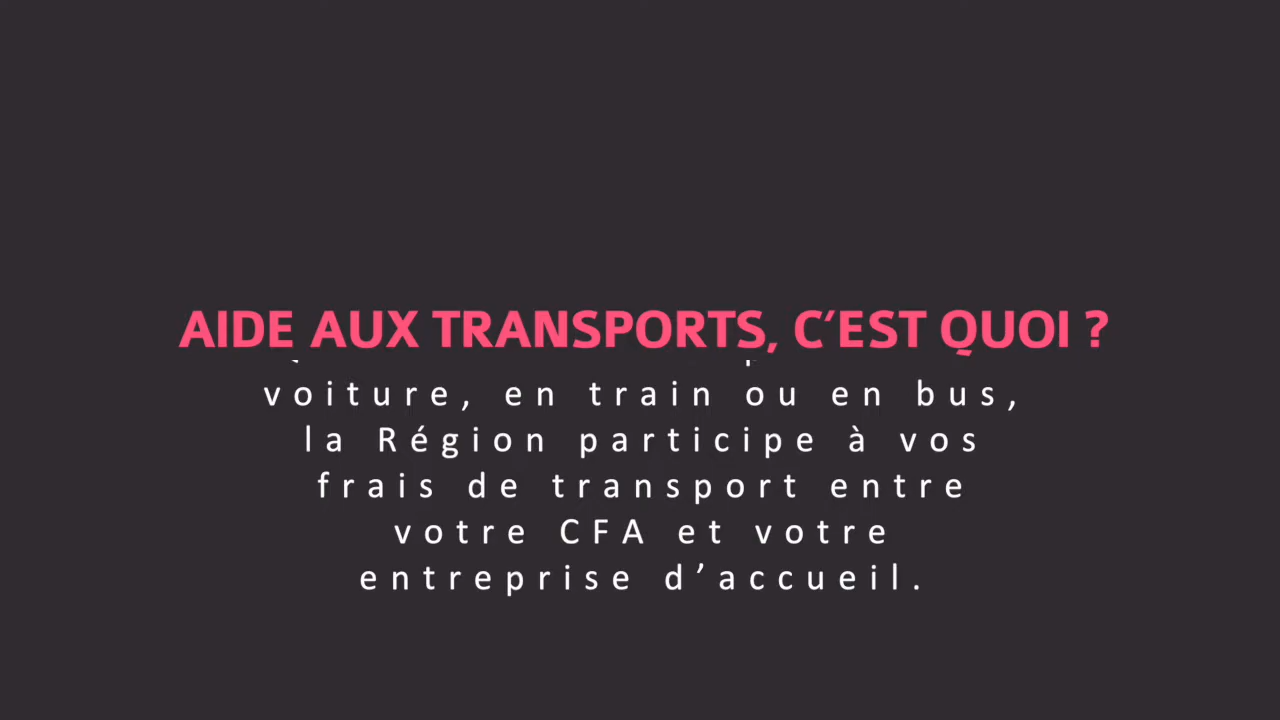 AIDE AUX TRANSPORTS, C'EST QUOI ?
voiture, en train ou en bus,
la Région participe à vos
frais de transport entre
votre CFA et votre
entreprise d’accueil.